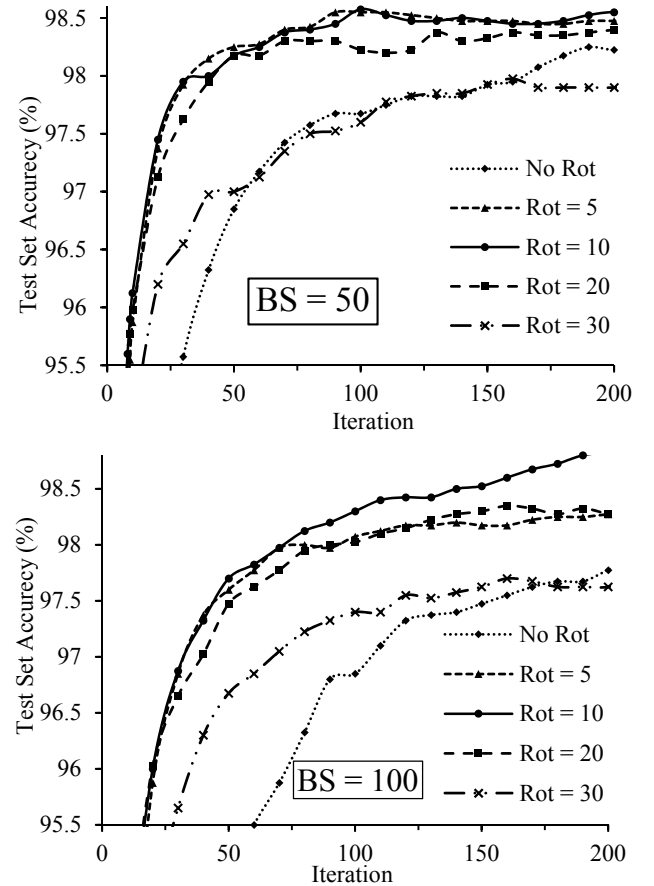 98.5
98
97.5
97
96.5
96
95.5
Test Set Accurecy (%)
No Rot
Rot = 5
Rot = 10
Rot = 20
Rot = 30
BS = 50
0 50 100 150 200
Iteration
98.5
98
97.5
97
96.5
96
95.5
Test Set Accurecy (%)
No Rot
Rot = 5
Rot = 10
Rot = 20
Rot = 30
BS = 100
0 50 100 150 200
Iteration